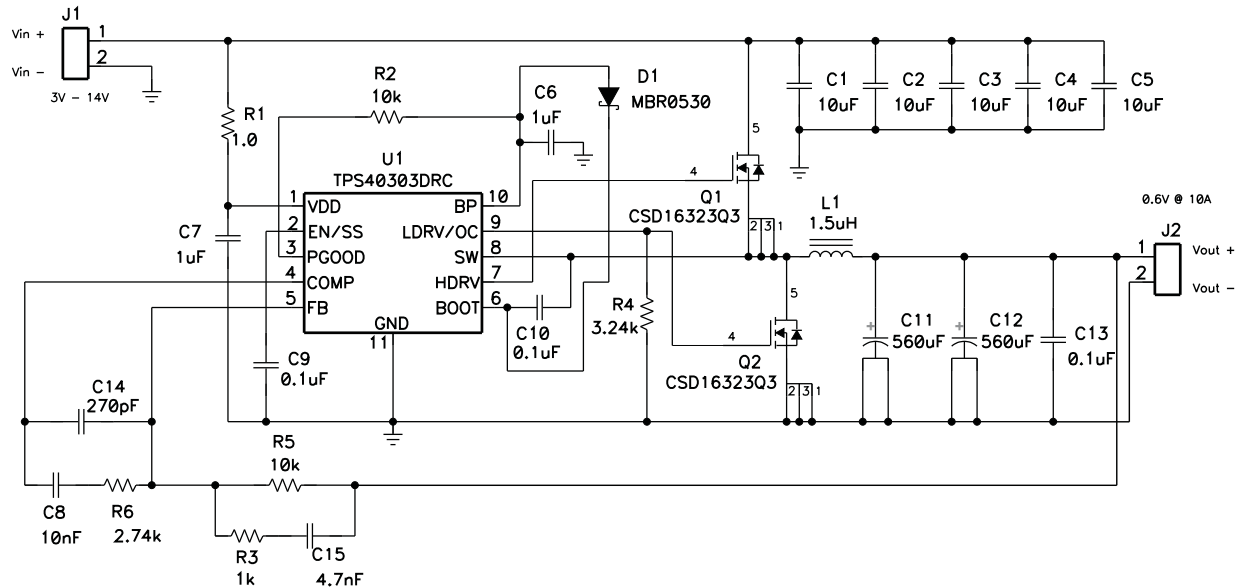 J1
Vin +
1
2
Vin -
3V - 14V
R1
1.0
R2
10k
C6
1uF
D1
MBR0530
C1
10uF
C2
10uF
C3
10uF
C4
10uF
C5
10uF
U1
TPS40303DRC
1 VDD
2 EN/SS
3 PGOOD
4 COMP
5 FB
BP 10
LDRV/OC 9
SW 8
HDRV 7
BOOT 6
GND
11
C7
1uF
5
4
Q1
CSD16323Q3
2 3 1
L1
1.5uH
0.6V @ 10A
J2
1
2
Vout +
Vout -
C10
0.1uF
R4
3.24k
5
4
Q2
CSD16323Q3
2 3 1
+
C11
560uF
+
C12
560uF
C13
0.1uF
C9
0.1uF
C14
270pF
C8
10nF
R6
2.74k
R5
10k
R3
1k
C15
4.7nF